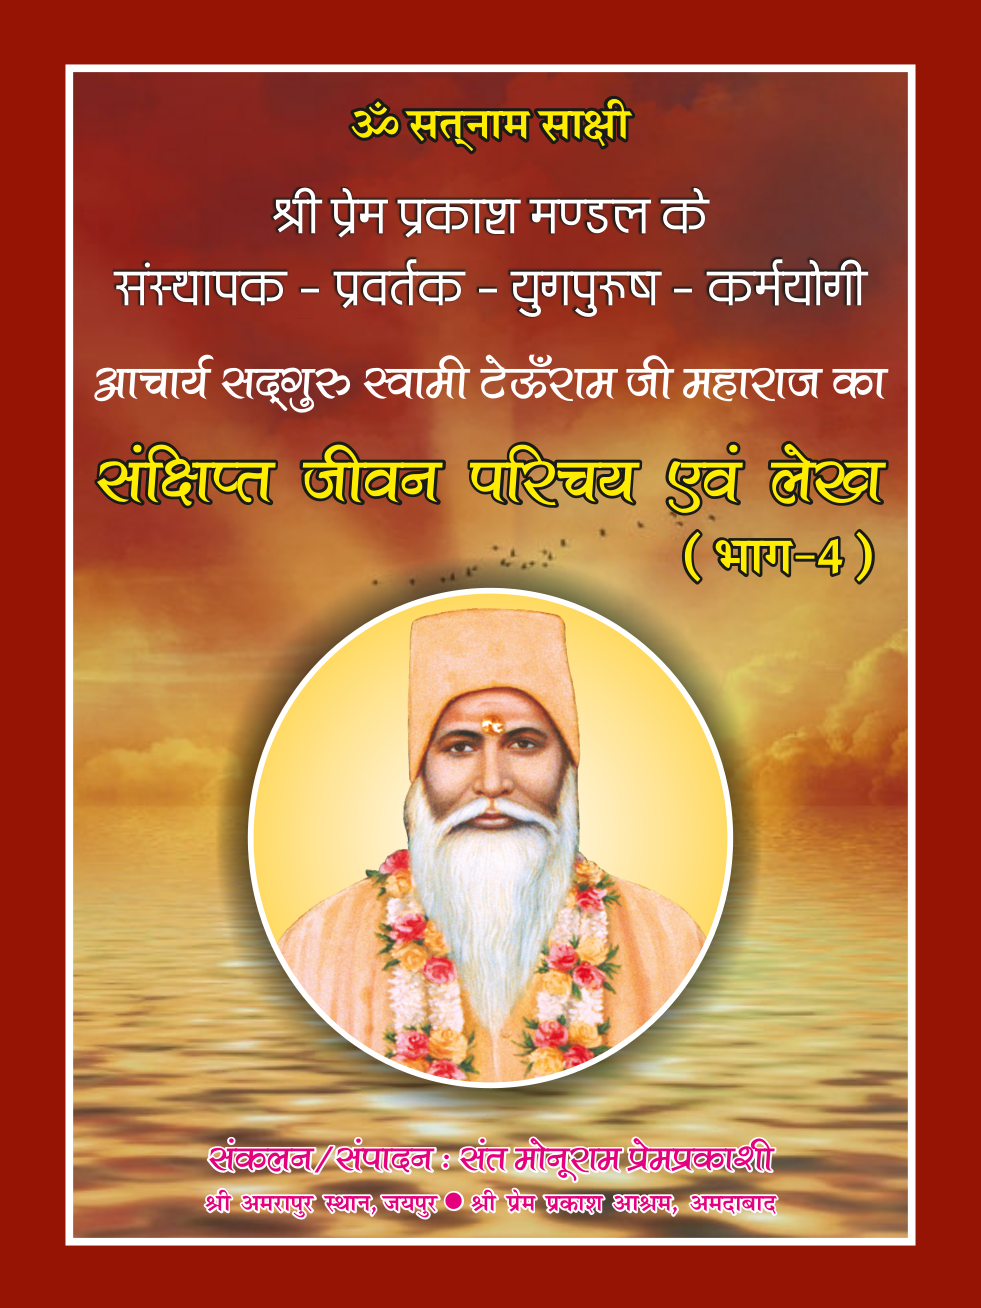 ॐ सत्‌नाम साक्षी
श्री प्रेम प्रकाश मण्डल के
संस्थापक - प्रवर्तक - युगपुरूष - कर्मयोगी
आचार्य सद्‌गुरु स्वामी टेऊँराम जी महाराज का
संक्षिप्त जीवन परिचय एवं लेख
( भाग-4 )
संकलन/संपादन : संत मोनूराम प्रेमप्रकाशी
श्री अमरापुर स्थान, जयपुर ● श्री प्रेम प्रकाश आश्रम, अमदाबाद